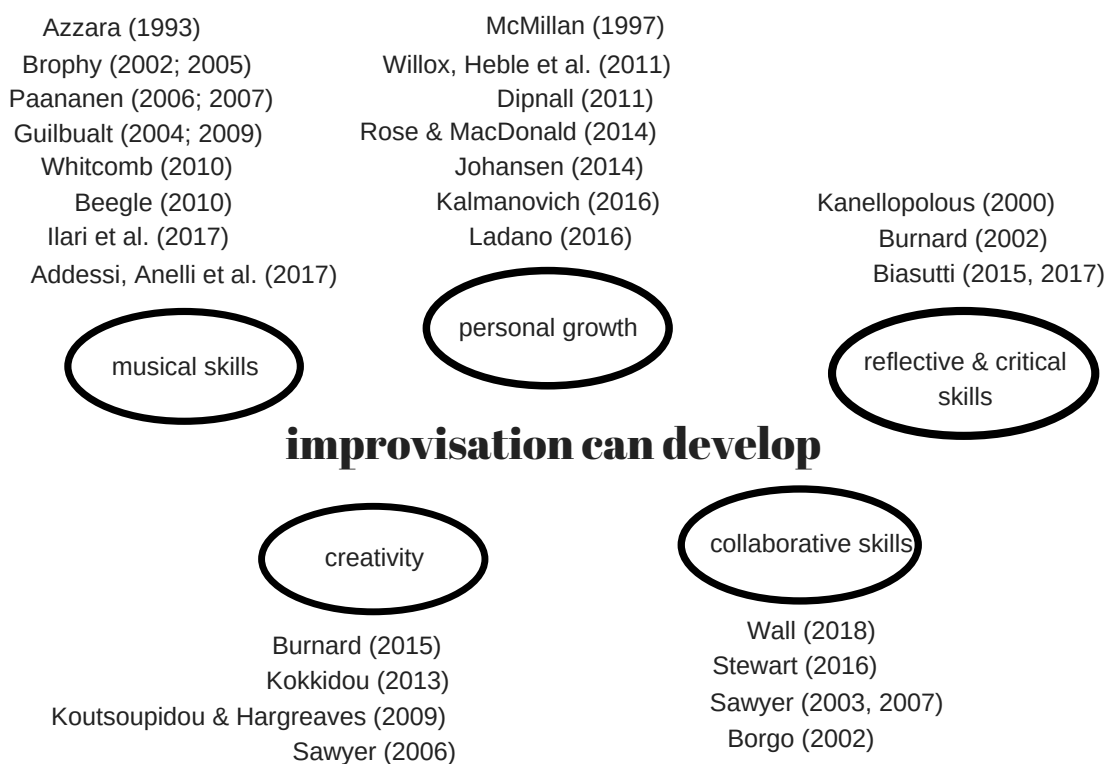 Azzara (1993)
Brophy (2002; 2005)
Paananen (2006; 2007)
Guilbualt (2004; 2009)
Whitcomb (2010)
Beegle (2010)
Ilari et al. (2017)
Addessi, Anelli et al. (2017)
musical skills
McMillan (1997)
Willox, Heble et al. (2011)
Dipnall (2011)
Rose & MacDonald (2014)
Johansen (2014)
Kalmanovich (2016)
Ladano (2016)
personal growth
Kanellopolous (2000)
Burnard (2002)
Biasutti (2015, 2017)
reflective & critical
skills
improvisation can develop
creativity
Burnard (2015)
Kokkidou (2013)
Koutsoupidou & Hargreaves (2009)
Sawyer (2006)
collaborative skills
Wall (2018)
Stewart (2016)
Sawyer (2003, 2007)
Borgo (2002)